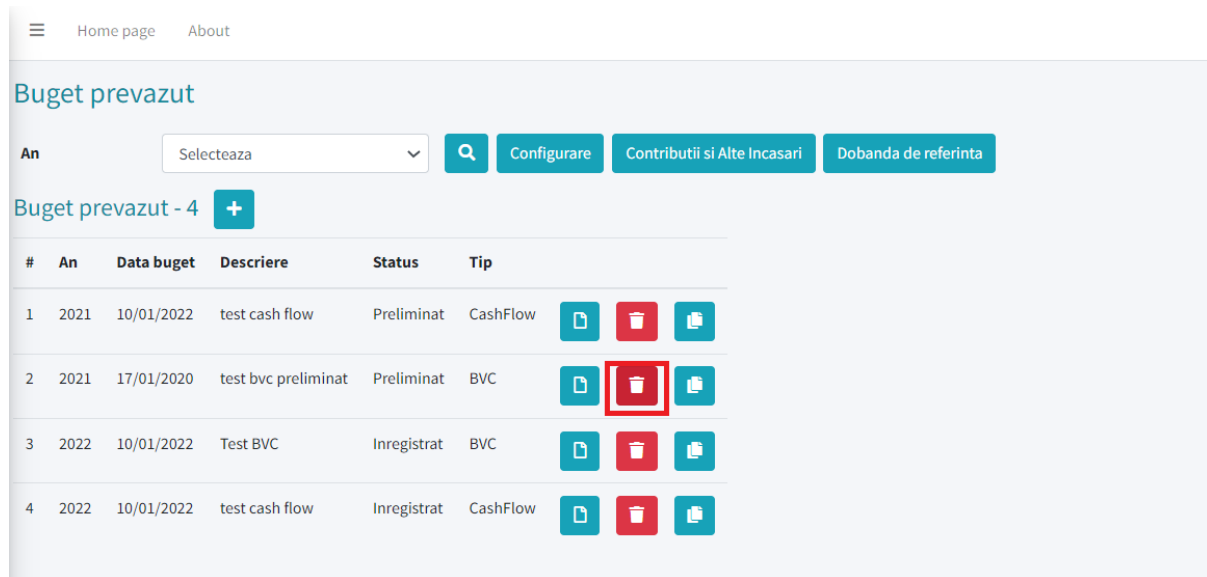 Home page About
Buget prevazut
An Selecteaza Configurare Contributii si Alte Incasari Dobanda de referinta
Buget prevazut - 4
# An Data buget Descriere Status Tip
1 2021 10/01/2022 test cash flow Preliminat CashFlow
2 2021 17/01/2020 test bvc preliminat Preliminat BVC
3 2022 10/01/2022 Test BVC Inregistrat BVC
4 2022 10/01/2022 test cash flow Inregistrat CashFlow